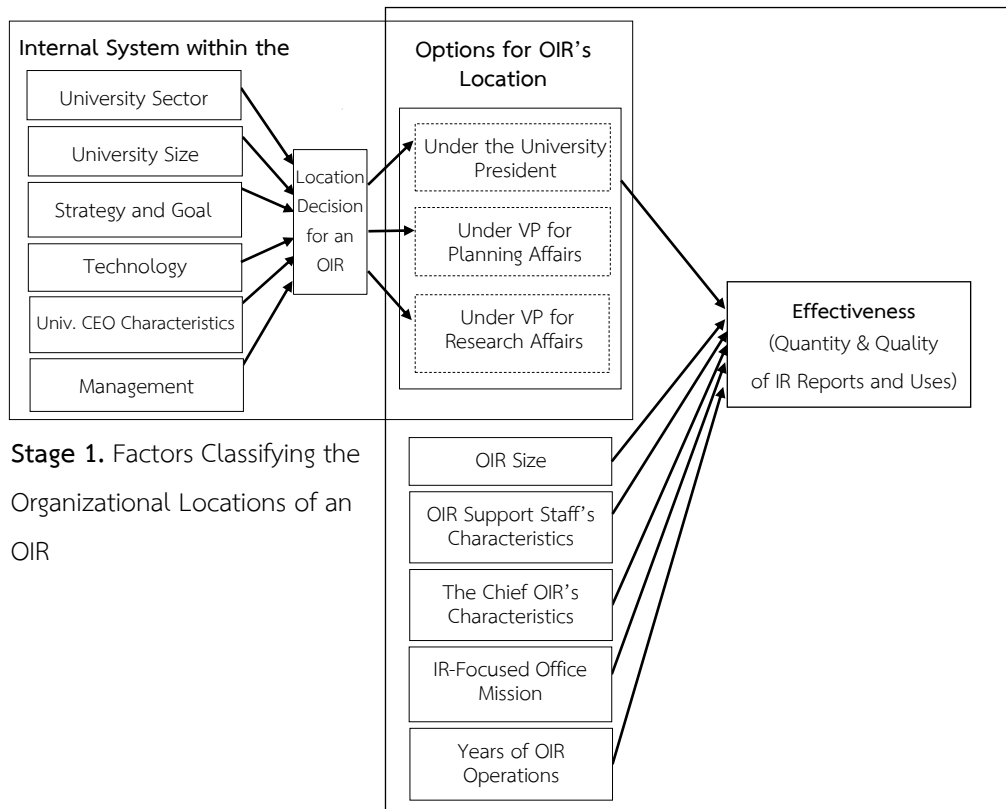 Internal System within the
University Sector
University Size
Strategy and Goal
Technology
Univ. CEO Characteristics
Management
Location
Decision
for an
OIR
Options for OIR's
Location
Under the University
President
Under VP for
Planning Affairs
Under VP for
Research Affairs
Effectiveness
(Quantity & Quality
of IR Reports and Uses)
Stage 1. Factors Classifying the
Organizational Locations of an
OIR
OIR Size
OIR Support Staff's
Characteristics
The Chief OIR's
Characteristics
IR-Focused Office
Mission
Years of OIR
Operations